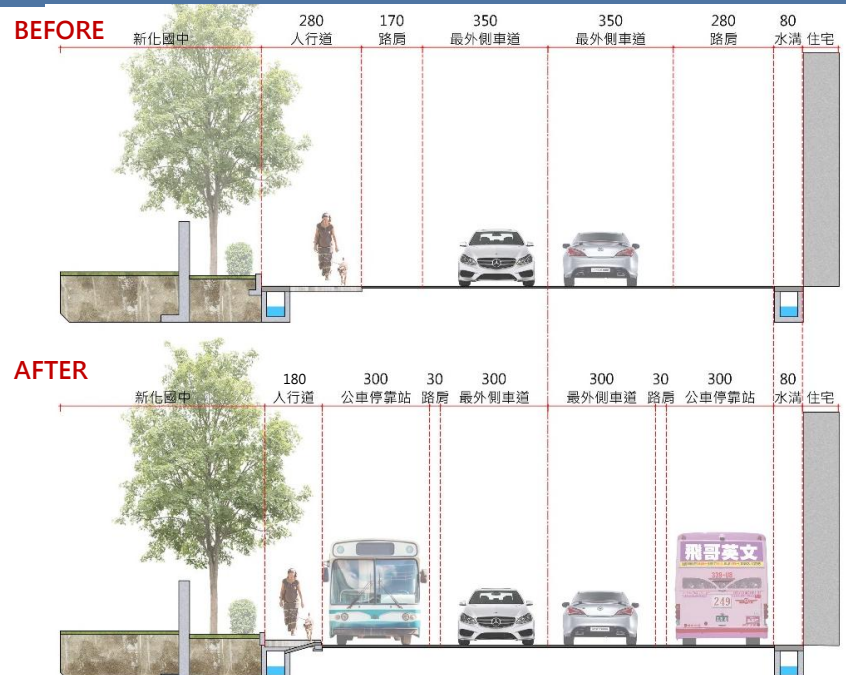 BEFORE
280 170 350 350 280 80
新化國中 人行道 路肩 最外側車道 最外側車道 路肩 水溝 住宅
AFTER
180 300 30 300 300 30 300 80
新化國中 人行道 公車停靠站 路肩 最外側車道 最外側車道 路肩 公車停靠站 水溝 住宅
飛哥英文
249